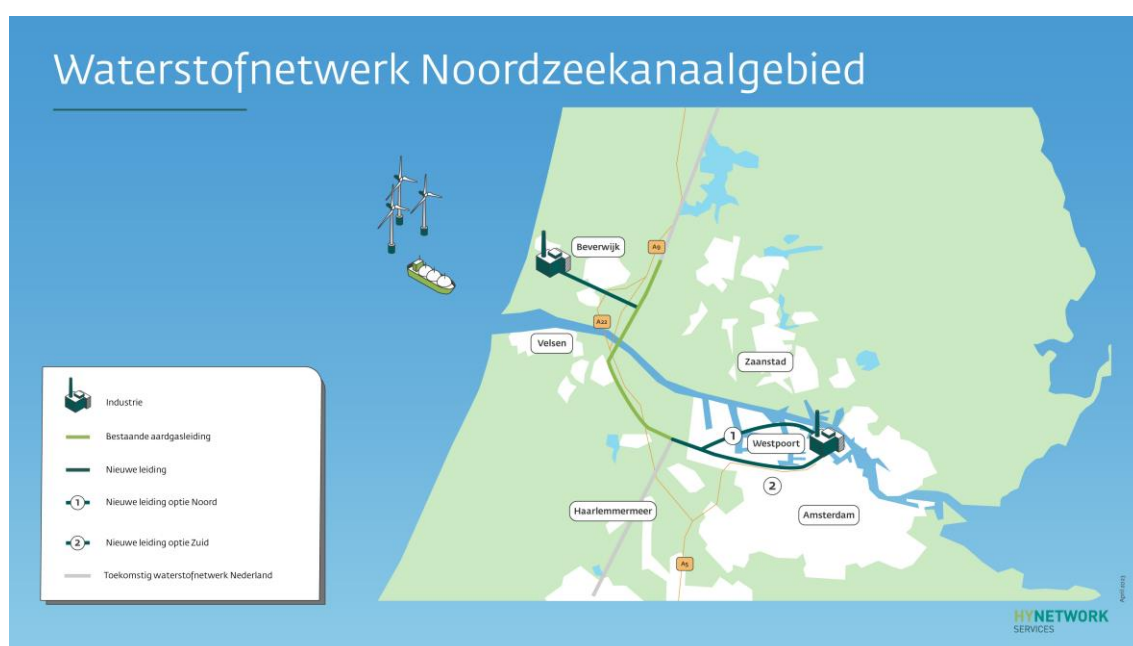 Waterstofnetwerk Noordzeekanaalgebied
Beverwijk
A9
A22
Velsen
Zaanstad
1
Westpoort
2
Haarlemmermeer
Amsterdam
A5
Industrie
Bestaande aardgasleiding
Nieuwe leiding
1 Nieuwe leiding optie Noord
2 Nieuwe leiding optie Zuid
Toekomstig waterstofnetwerk Nederland
HYNETWORK
SERVICES